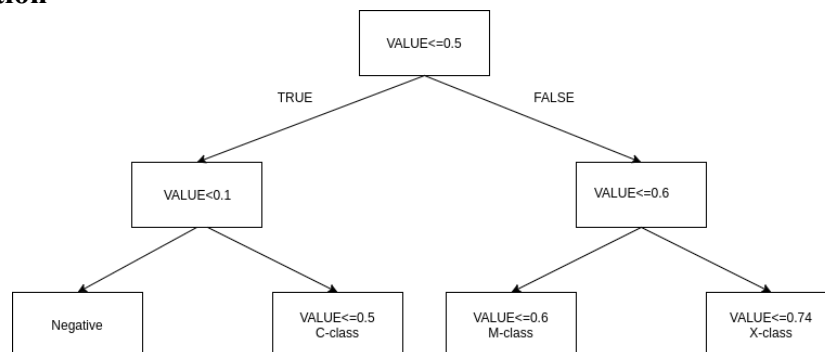 VALUE<=0.5
TRUE
FALSE
VALUE<0.1
VALUE<=0.6
Negative
VALUE<=0.5
C-class
VALUE<=0.6
M-class
VALUE<=0.74
X-class